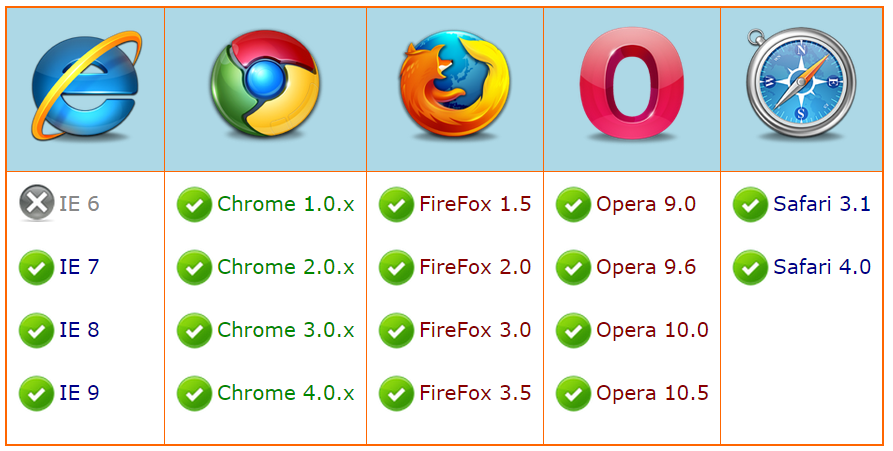 IE 6 Chrome 1.0.x FireFox 1.5 Opera 9.0 Safari 3.1
IE 7 Chrome 2.0.x FireFox 2.0 Opera 9.6 Safari 4.0
IE 8 Chrome 3.0.x FireFox 3.0 Opera 10.0
IE 9 Chrome 4.0.x FireFox 3.5 Opera 10.5